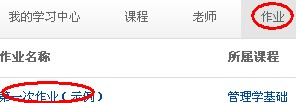 我的学习中心 课程 老师 作业
作业名称 所属课程
第一次作业（示例） 管理学基础